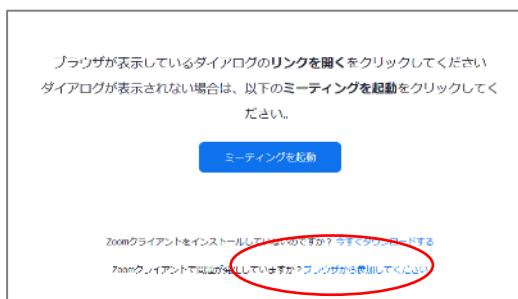 ブラウザが表示しているダイアログのリンクを開くをクリックしてください
ダイアログが表示されない場合は、以下のミーティングを起動をクリックしてく
ださい。
ミーティングを起動
Zoomクライアントをインストールしていないのですか？今すぐダウンロードする
Zoomクライアントで問題が発生していますか？ブラウザから参加してください